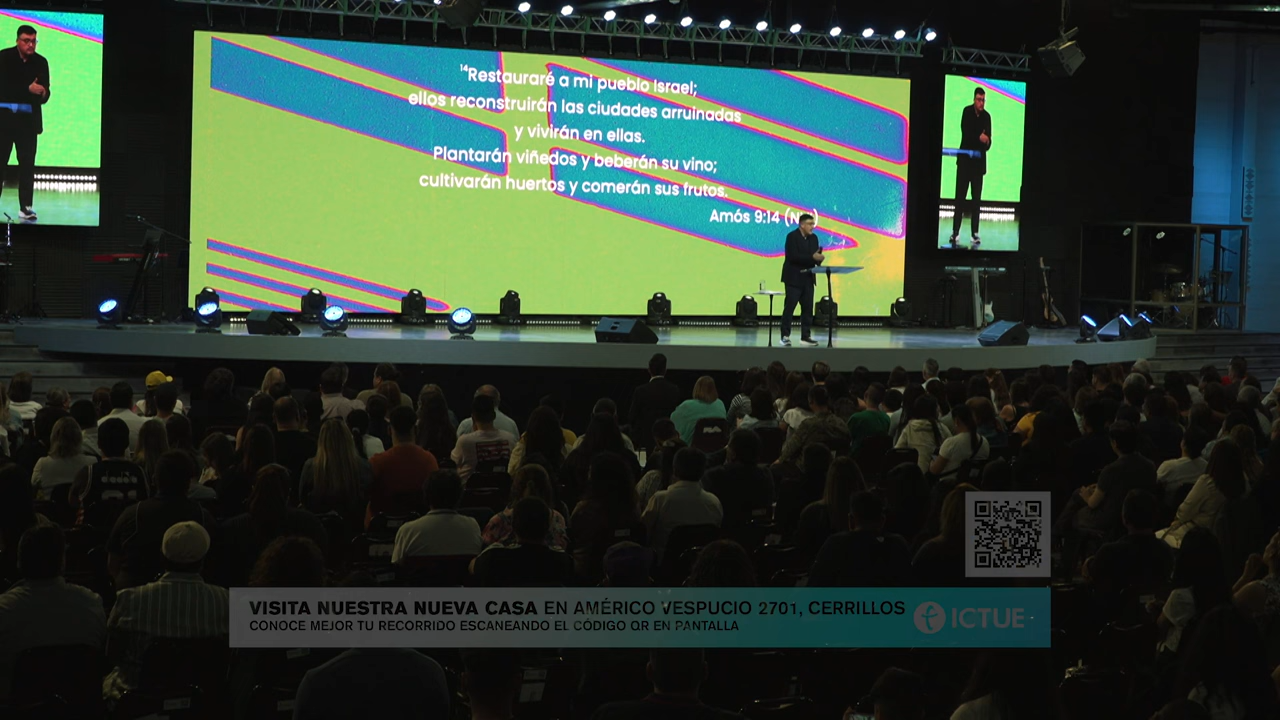 ¹⁴Restauraré a mi pueblo Israel;
ellos reconstruirán las ciudades arruinadas
y vivirán en ellas.
Plantarán viñedos y beberán su vino;
cultivarán huertos y comerán sus frutos.
Amós 9:14
VISITA NUESTRA NUEVA CASA EN AMÉRICO VESPUCIO 2701, CERRILLOS
CONOCE MEJOR TU RECORRIDO ESCANEANDO EL CÓDIGO QR EN PANTALLA
ICTUE